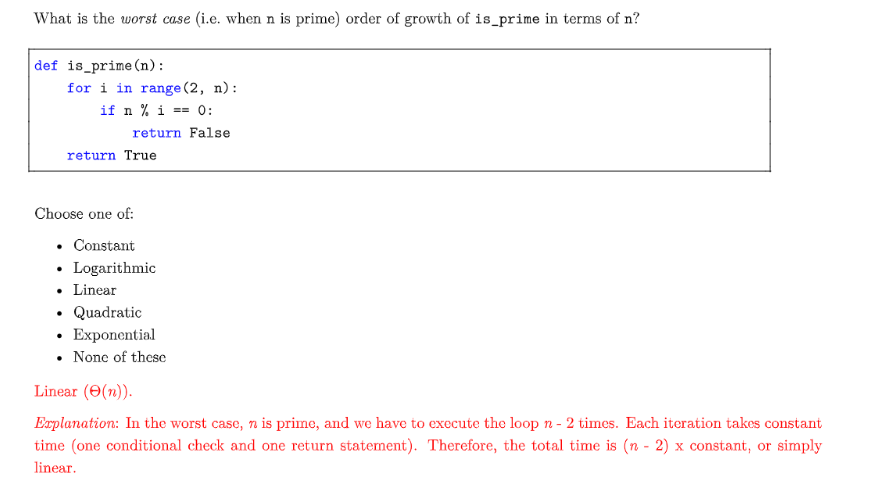 What is the worst case (i.e. when n is prime) order of growth of is_prime in terms of n?
def is_prime(n):
    for i in range(2, n):
        if n % i == 0:
            return False
    return True
Choose one of:
• Constant
• Logarithmic
• Linear
• Quadratic
• Exponential
• None of these
Linear (Θ(n)).
Explanation: In the worst case, n is prime, and we have to execute the loop n - 2 times. Each iteration takes constant
time (one conditional check and one return statement). Therefore, the total time is (n - 2) x constant, or simply
linear.